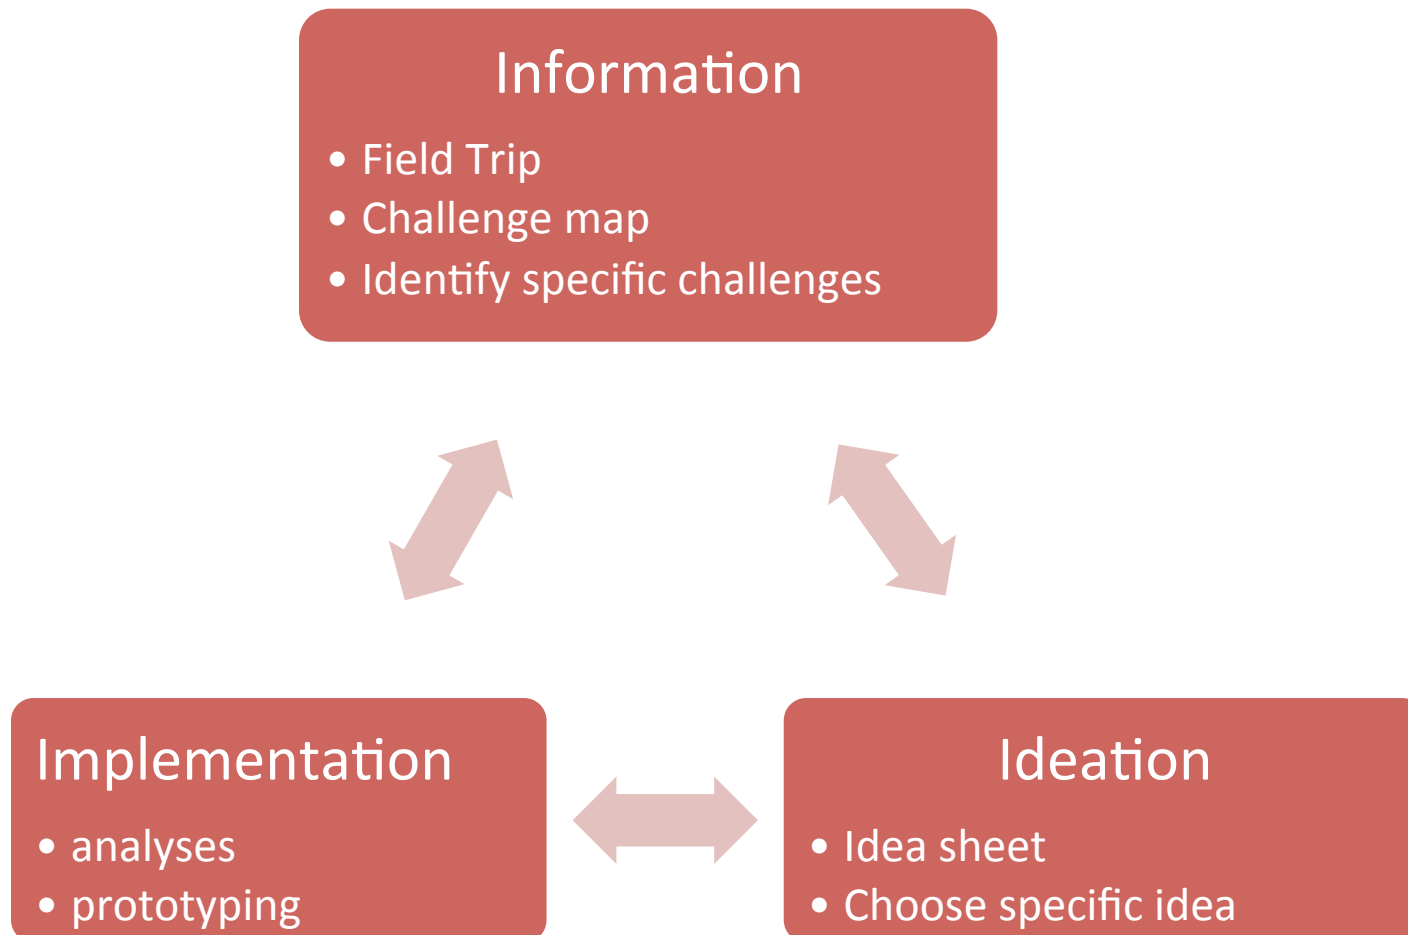 Information
• Field Trip
• Challenge map
• Identify specific challenges
Implementation
• analyses
• prototyping
Ideation
• Idea sheet
• Choose specific idea